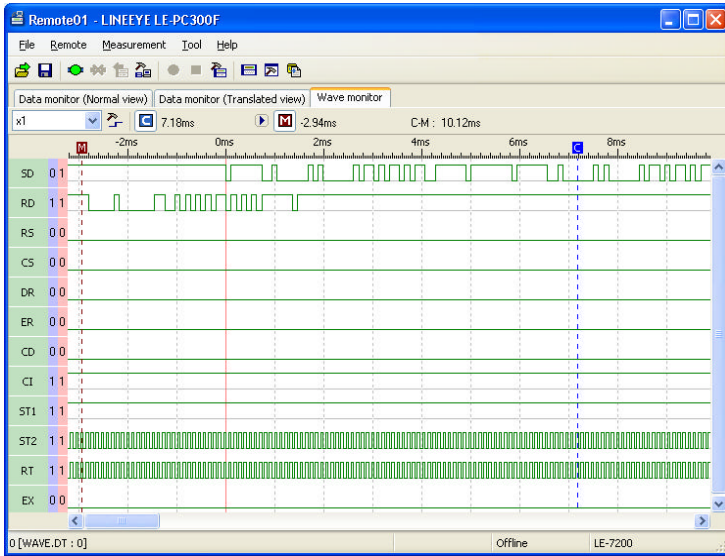 Remote01 - LINEEYE LE-PC300F
File Remote Measurement Tool Help
Data monitor (Normal view) Data monitor (Translated view) Wave monitor
x1 C 7.18ms M -2.94ms C-M : 10.12ms
M -2ms 0ms 2ms 4ms 6ms C 8ms
SD 0 1
RD 1 1
RS 0 0
CS 0 0
DR 0 0
ER 0 0
CD 0 0
CI 1 1
ST1 1 1
ST2 1 1
RT 1 1
EX 0 0
0 [WAVE.DT : 0] Offline LE-7200